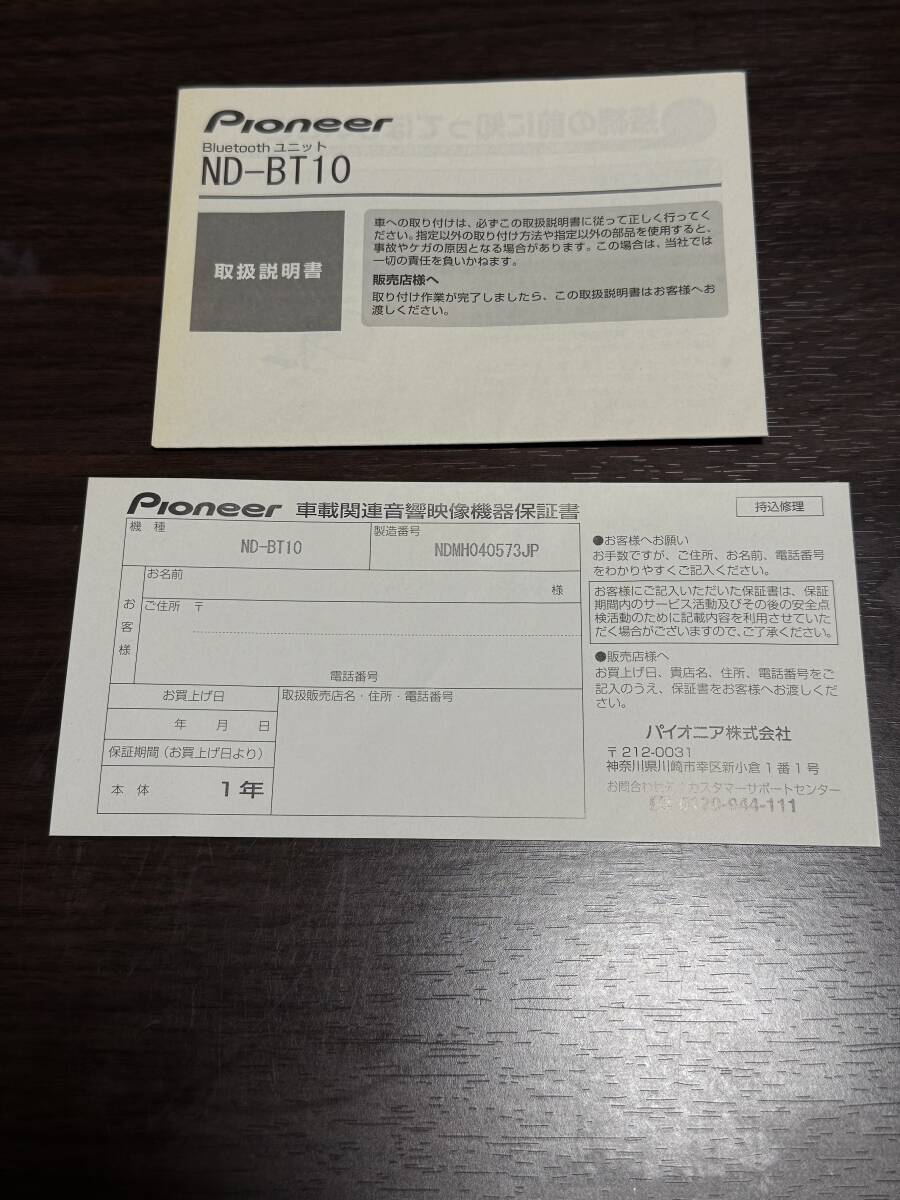 Pioneer
Bluetooth ユニット
ND-BT10
取扱説明書
車への取り付けは、必ずこの取扱説明書に従って正しく行ってく
ださい。指定以外の取り付け方法や指定以外の部品を使用すると、
事故やケガの原因となる場合があります。この場合は、当社では
一切の責任を負いかねます。
販売店様へ
取り付け作業が完了しましたら、この取扱説明書はお客様へお
渡しください。
Pioneer 車載関連音響映像機器保証書
持込修理
機 種
ND-BT10
製造番号
NDMH040573JP
お客様
お名前
様
ご住所 〒
電話番号
お買上げ日
年 月 日
保証期間(お買上げ日より)
本 体 1年
取扱販売店名・住所・電話番号
●お客様へお願い
お手数ですが、ご住所、お名前、電話番号
をわかりやすくご記入ください。
お客様にご記入いただいた保証書は、保証
期間内のサービス活動及びその後の安全点
検活動のために記載内容を利用させていた
だく場合がございますので、ご了承ください。
●販売店様へ
お買上げ日、貴店名、住所、電話番号をご
記入のうえ、保証書をお客様へお渡しくだ
さい。
パイオニア株式会社
〒212-0031
神奈川県川崎市幸区新小倉1番1号
お問合わせ カスタマーサポートセンター
-944-111